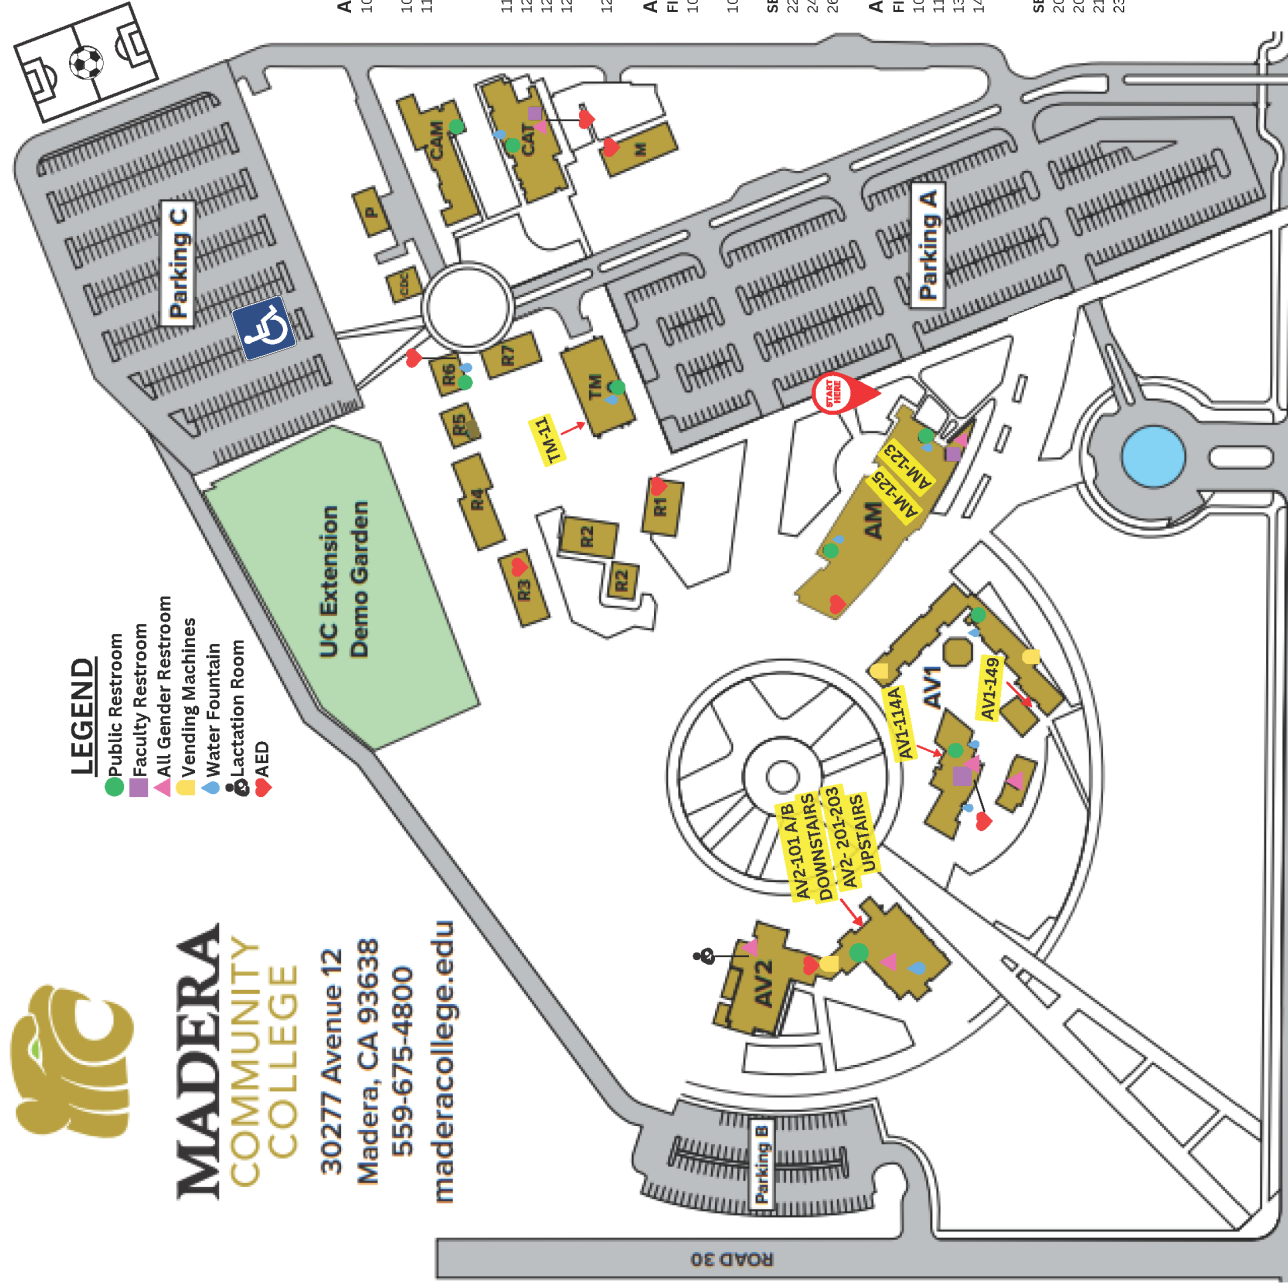 MADERA
COMMUNITY
COLLEGE
30277 Avenue 12
Madera, CA 93638
559-675-4800
maderacollege.edu
LEGEND
Public Restroom
Faculty Restroom
All Gender Restroom
Vending Machines
Water Fountain
Lactation Room
AED
Parking C
UC Extension
Demo Garden
P
CDC
CAM
CAT
M
R7
R6
R5
R4
R3
R2
R2
R1
TM
TM-11
Parking A
START
HERE
AM-123
AM-125
AM
AV1
AV1-114A
AV1-149
AV2-101 A/B
DOWNSTAIRS
AV2- 201-203
UPSTAIRS
AV2
Parking B
ROAD 30